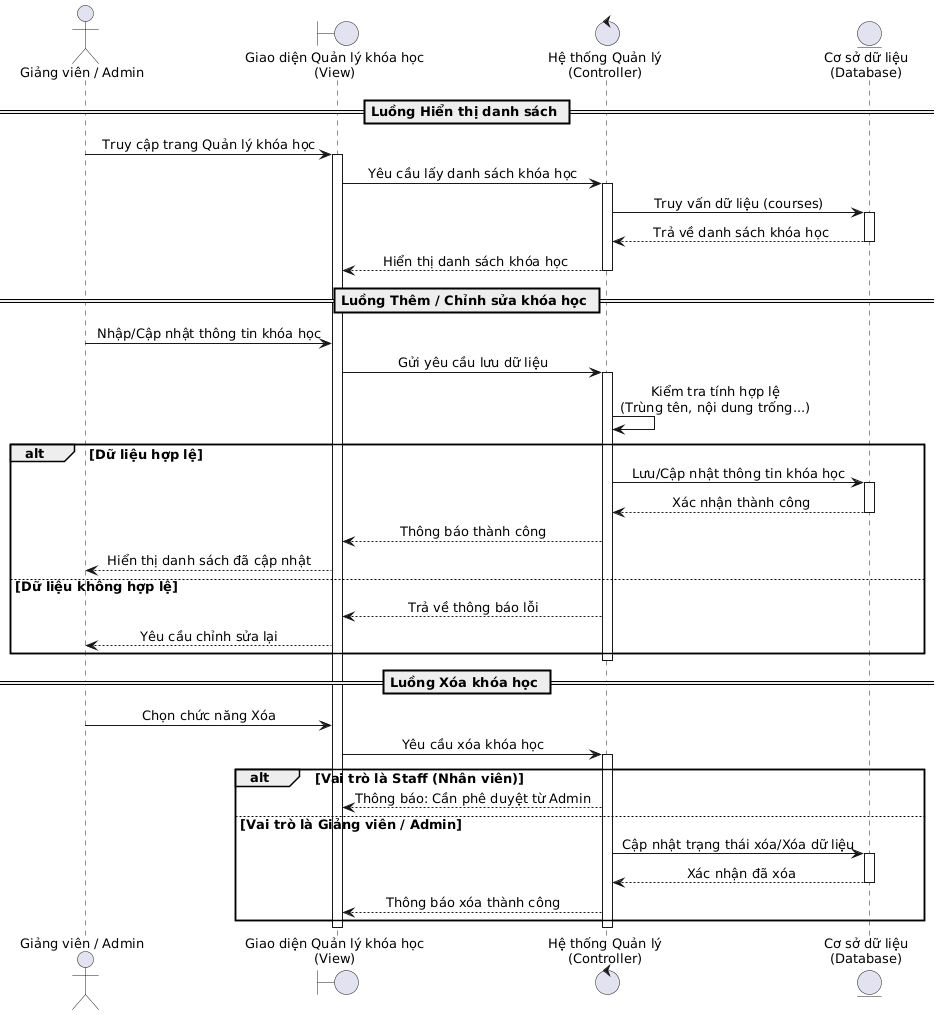 Giảng viên / Admin
Giao diện Quản lý khóa học
(View)
Hệ thống Quản lý
(Controller)
Cơ sở dữ liệu
(Database)
Luồng Hiển thị danh sách
Truy cập trang Quản lý khóa học
Yêu cầu lấy danh sách khóa học
Truy vấn dữ liệu (courses)
Trả về danh sách khóa học
Hiển thị danh sách khóa học
Luồng Thêm / Chỉnh sửa khóa học
Nhập/Cập nhật thông tin khóa học
Gửi yêu cầu lưu dữ liệu
Kiểm tra tính hợp lệ
(Trùng tên, nội dung trống...)
alt [Dữ liệu hợp lệ]
Lưu/Cập nhật thông tin khóa học
Xác nhận thành công
Thông báo thành công
Hiển thị danh sách đã cập nhật
[Dữ liệu không hợp lệ]
Trả về thông báo lỗi
Yêu cầu chỉnh sửa lại
Luồng Xóa khóa học
Chọn chức năng Xóa
Yêu cầu xóa khóa học
alt [Vai trò là Staff (Nhân viên)]
Thông báo: Cần phê duyệt từ Admin
[Vai trò là Giảng viên / Admin]
Cập nhật trạng thái xóa/Xóa dữ liệu
Xác nhận đã xóa
Thông báo xóa thành công
Giảng viên / Admin
Giao diện Quản lý khóa học
(View)
Hệ thống Quản lý
(Controller)
Cơ sở dữ liệu
(Database)